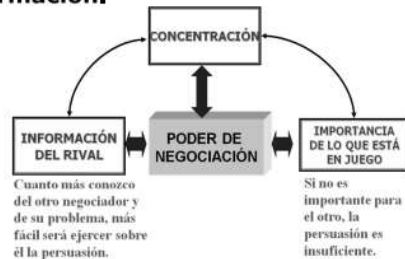 rmación.
CONCENTRACIÓN
INFORMACIÓN
DEL RIVAL
PODER DE
NEGOCIACIÓN
IMPORTANCIA
DE LO QUE ESTÁ
EN JUEGO
Cuanto más conozco
del otro negociador y
de su problema, más
fácil será ejercer sobre
él la persuasión.
Si no es
importante para
el otro, la
persuasión es
insuficiente.